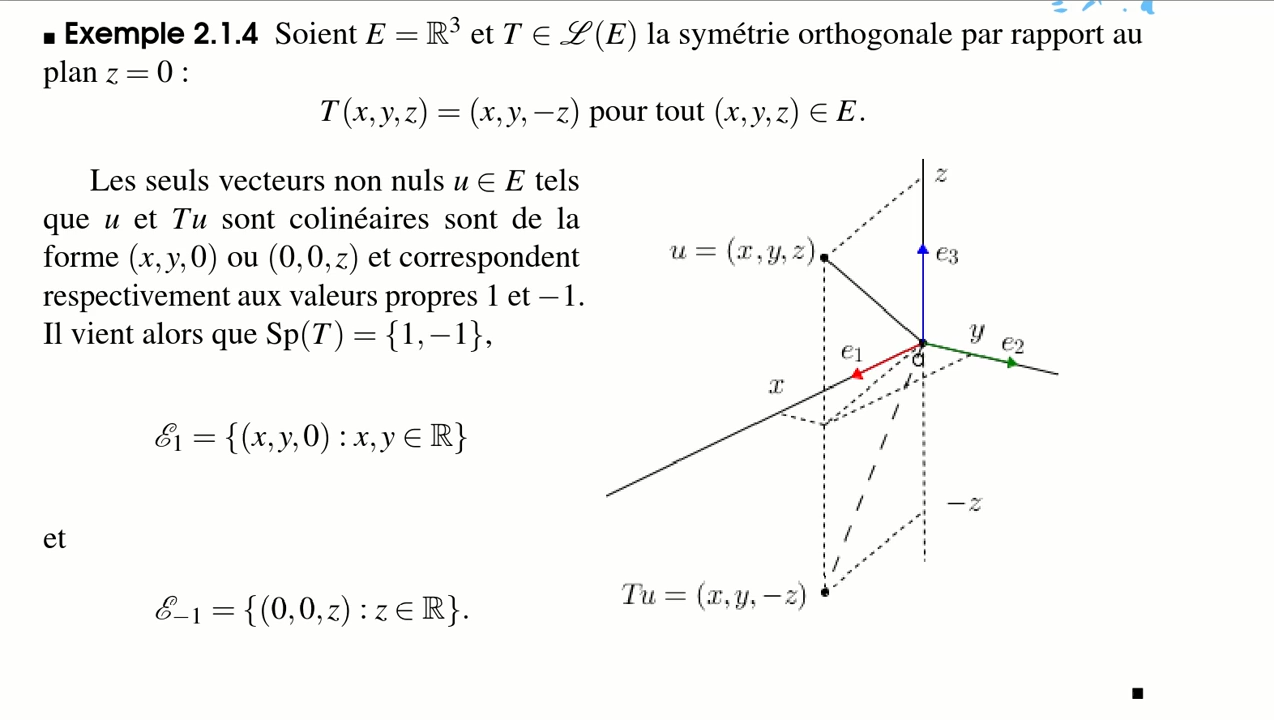 ▪ Exemple 2.1.4 Soient E = ℝ³ et T ∈ ℒ(E) la symétrie orthogonale par rapport au
plan z = 0 :
T(x,y,z) = (x,y,−z) pour tout (x,y,z) ∈ E.
Les seuls vecteurs non nuls u ∈ E tels
que u et Tu sont colinéaires sont de la
forme (x,y,0) ou (0,0,z) et correspondent
respectivement aux valeurs propres 1 et −1.
Il vient alors que Sp(T) = {1,−1},
ℰ₁ = {(x,y,0) : x,y ∈ ℝ}
et
ℰ₋₁ = {(0,0,z) : z ∈ ℝ}.
z
u = (x,y,z)
e₃
y
e₂
e₁
x
−z
Tu = (x,y,−z)